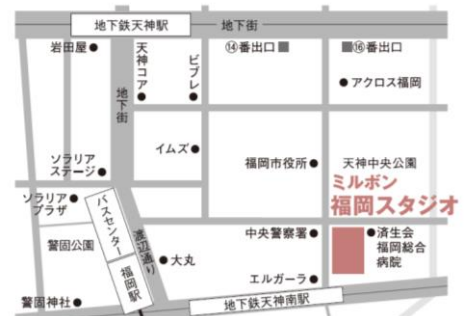 地下鉄天神駅
地下街
岩田屋
天神コア
ビブレ
⑭番出口
⑯番出口
アクロス福岡
地下街
イムズ
ソラリア
ステージ
福岡市役所
天神中央公園
ミルボン
福岡スタジオ
ソラリア
プラザ
バスセンター
福岡駅
渡辺通り
警固公園
大丸
中央警察署
済生会
福岡総合
病院
エルガーラ
警固神社
地下鉄天神南駅